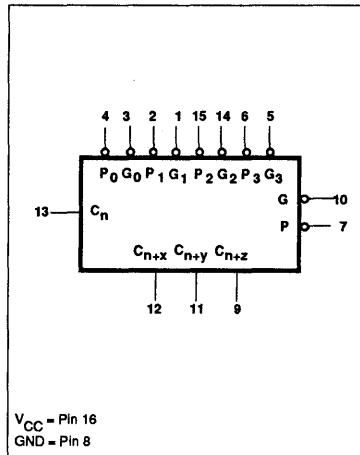 4 3 2 1 15 14 6 5
P0 G0 P1 G1 P2 G2 P3 G3
G 10
13 Cn
P 7
Cn+x Cn+y Cn+z
12 11 9
VCC = Pin 16
GND = Pin 8